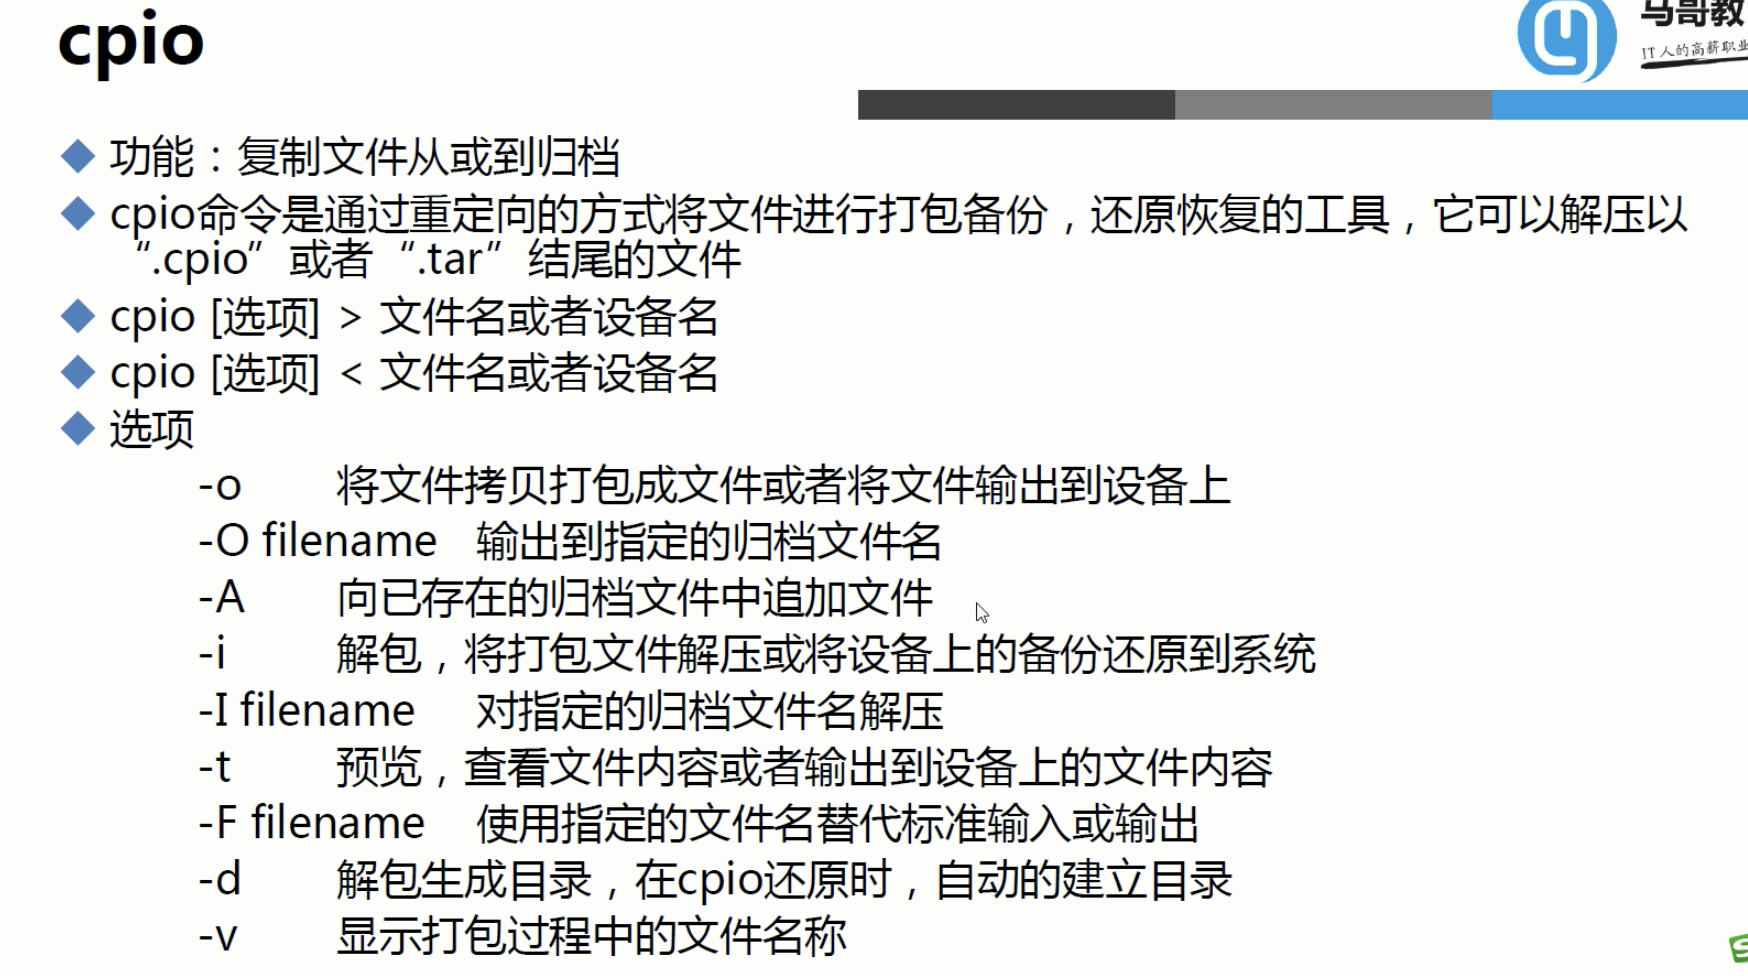 cpio
马哥教
IT人的高薪职业
功能：复制文件从或到归档
cpio命令是通过重定向的方式将文件进行打包备份，还原恢复的工具，它可以解压以
“.cpio”或者“.tar”结尾的文件
cpio [选项] > 文件名或者设备名
cpio [选项] < 文件名或者设备名
选项
-o 将文件拷贝打包成文件或者将文件输出到设备上
-O filename 输出到指定的归档文件名
-A 向已存在的归档文件中追加文件
-i 解包，将打包文件解压或将设备上的备份还原到系统
-I filename 对指定的归档文件名解压
-t 预览，查看文件内容或者输出到设备上的文件内容
-F filename 使用指定的文件名替代标准输入或输出
-d 解包生成目录，在cpio还原时，自动的建立目录
-v 显示打包过程中的文件名称